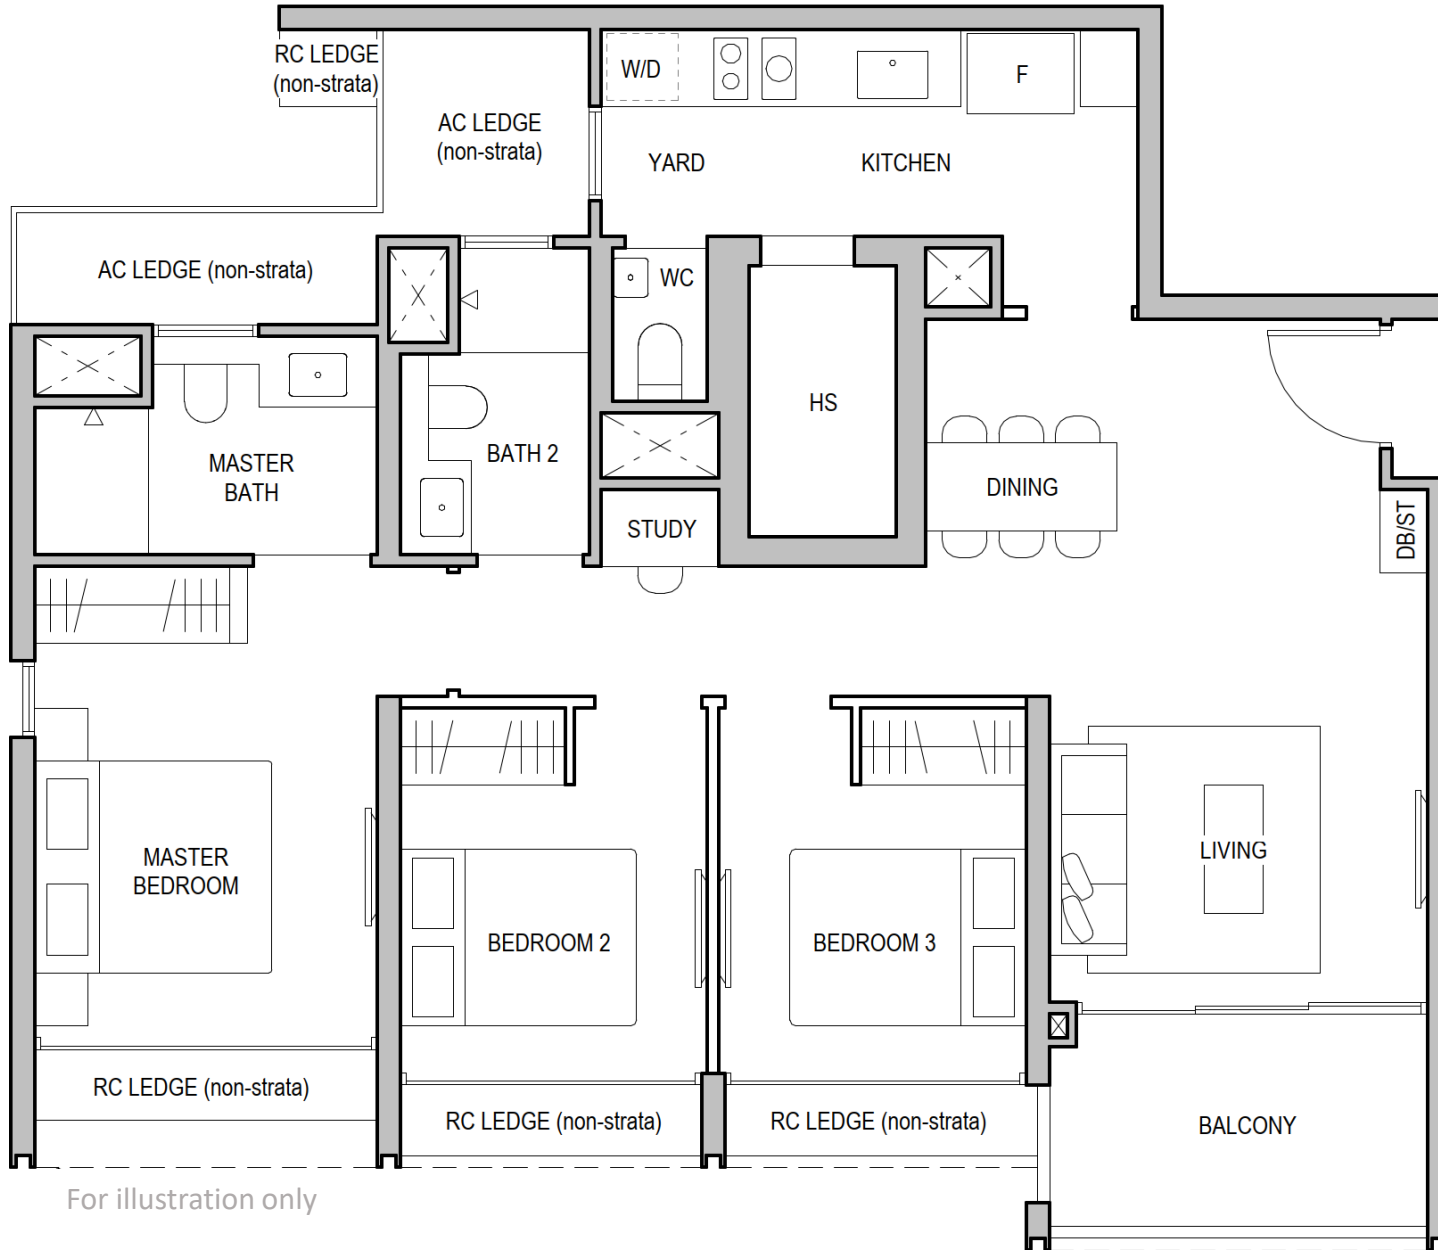 RC LEDGE
(non-strata)
W/D
F
AC LEDGE
(non-strata)
YARD
KITCHEN
AC LEDGE (non-strata)
WC
HS
MASTER
BATH
BATH 2
DINING
STUDY
DB/ST
MASTER
BEDROOM
LIVING
BEDROOM 2
BEDROOM 3
RC LEDGE (non-strata)
RC LEDGE (non-strata)
RC LEDGE (non-strata)
BALCONY
For illustration only